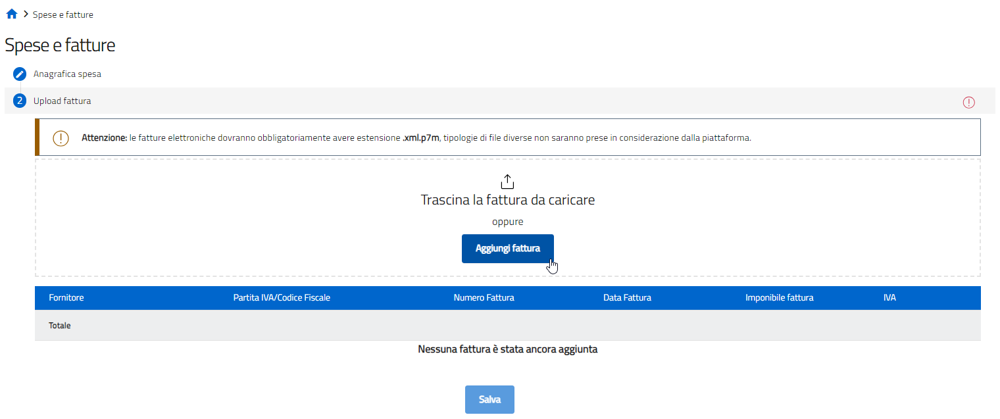 Spese e fatture
Spese e fatture
Anagrafica spesa
2 Upload fattura
Attenzione: le fatture elettroniche dovranno obbligatoriamente avere estensione .xml.p7m, tipologie di file diverse non saranno prese in considerazione dalla piattaforma.
Trascina la fattura da caricare
oppure
Aggiungi fattura
Fornitore Partita IVA/Codice Fiscale Numero Fattura Data Fattura Imponibile fattura IVA
Totale
Nessuna fattura è stata ancora aggiunta
Salva